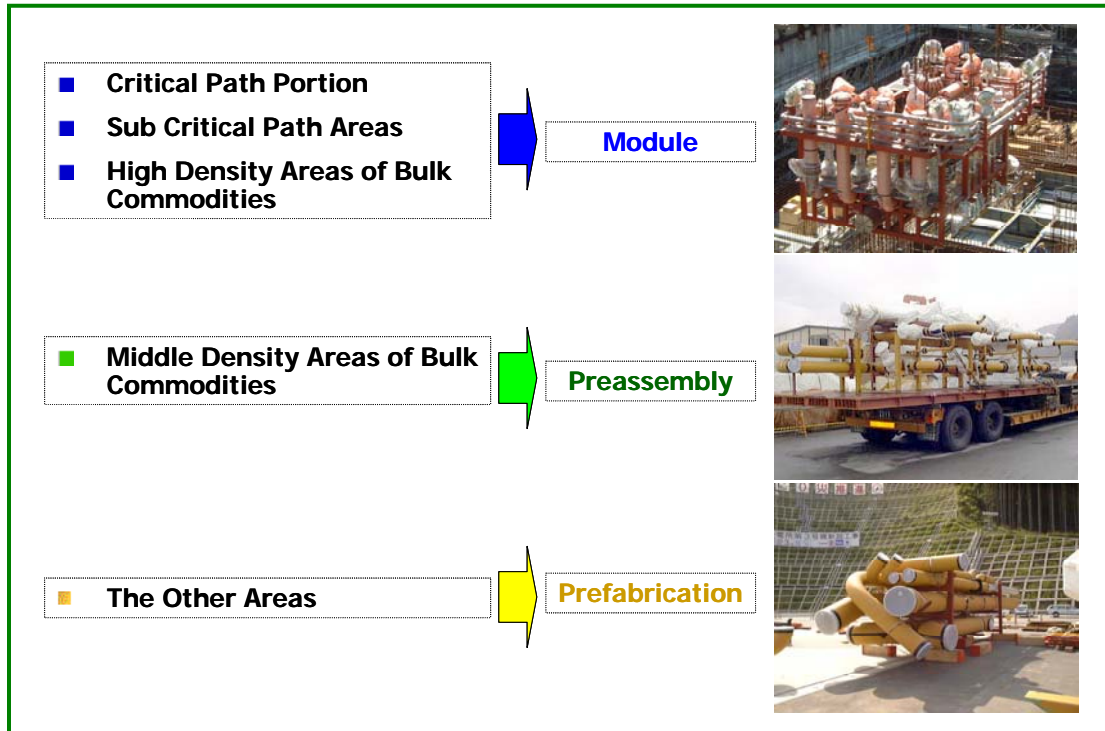 Critical Path Portion
Sub Critical Path Areas
High Density Areas of Bulk
Commodities
Module
Middle Density Areas of Bulk
Commodities
Preassembly
The Other Areas
Prefabrication